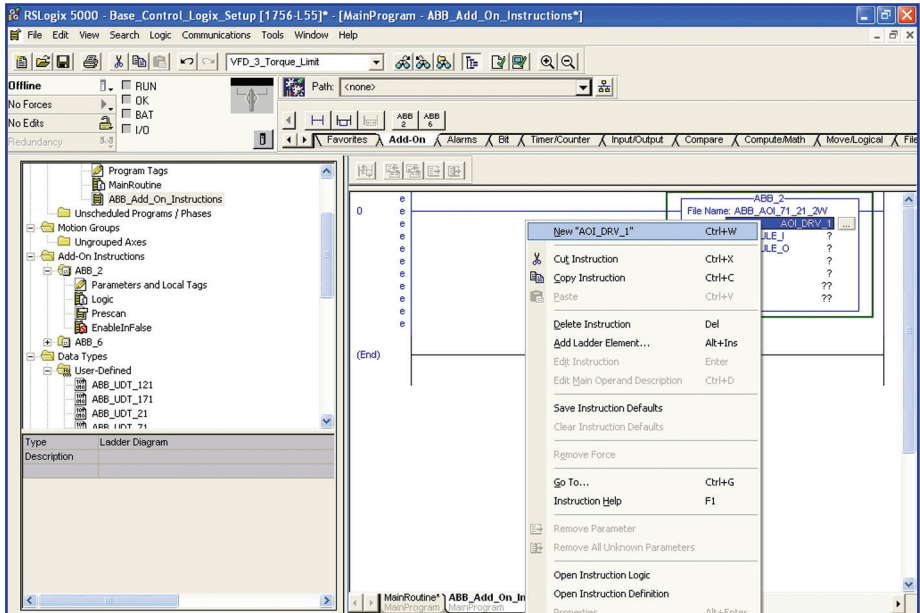 RSLogix 5000 - Base_Control_Logix_Setup [1756-L55]* - [MainProgram - ABB_Add_On_Instructions*]
File Edit View Search Logic Communications Tools Window Help
VFD_3_Torque_Limit
Offline
RUN
Path: <none>
No Forces
OK
No Edits
BAT
Redundancy
I/O
ABB 2
ABB 6
Favorites Add-On Alarms Bit Timer/Counter Input/Output Compare Compute/Math Move/Logical File
Program Tags
MainRoutine
ABB_Add_On_Instructions
Unscheduled Programs / Phases
Motion Groups
Ungrouped Axes
Add-On Instructions
ABB_2
Parameters and Local Tags
Logic
Prescan
EnableInFalse
ABB_6
Data Types
User-Defined
ABB_UDT_121
ABB_UDT_171
ABB_UDT_21
ABB_UDT_71
Type Ladder Diagram
Description
0
e
e
e
e
e
e
e
e
e
e
e
(End)
ABB_2
File Name: ABB_AOI_71_21_2W
AOI_DRV_1 ...
ULE_I ?
ULE_O ?
?
?
??
??
New "AOI_DRV_1" Ctrl+W
Cut Instruction Ctrl+X
Copy Instruction Ctrl+C
Paste Ctrl+V
Delete Instruction Del
Add Ladder Element... Alt+Ins
Edit Instruction Enter
Edit Main Operand Description Ctrl+D
Save Instruction Defaults
Clear Instruction Defaults
Remove Force
Go To... Ctrl+G
Instruction Help F1
Remove Parameter
Remove All Unknown Parameters
Open Instruction Logic
Open Instruction Definition
Properties Alt+Enter
MainRoutine*
MainProgram
ABB_Add_On_In
MainProgram